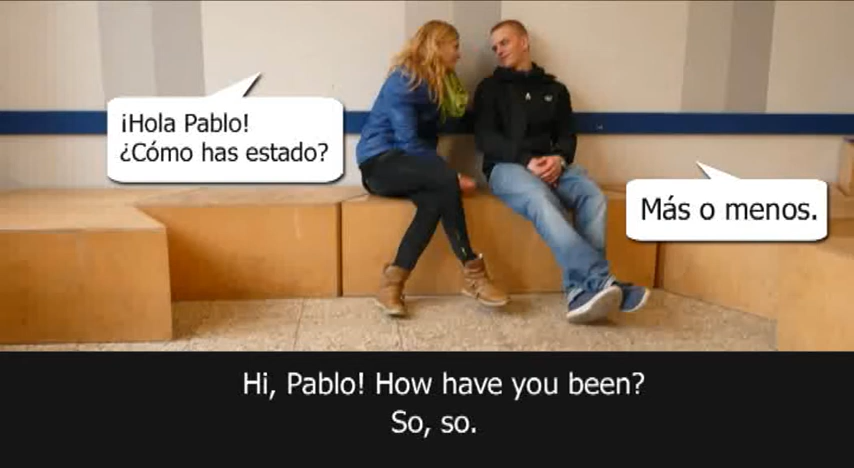 ¡Hola Pablo!
¿Cómo has estado?
Más o menos.
Hi, Pablo! How have you been?
So, so.